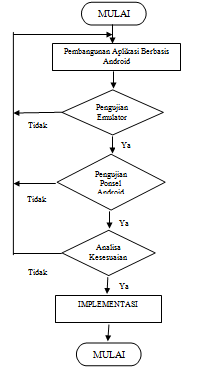 MULAI
Pembangunan Aplikasi Berbasis
Android
Pengujian
Emulator
Tidak
Ya
Pengujian
Ponsel
Android
Tidak
Ya
Analisa
Kesesuaian
Tidak
Ya
IMPLEMENTASI
MULAI